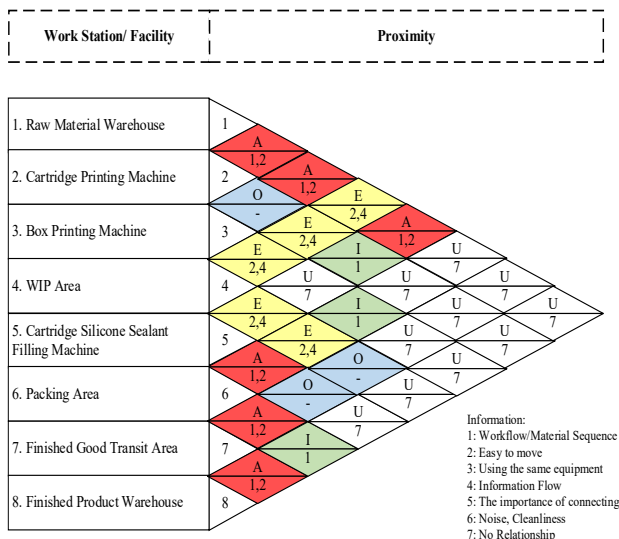 Work Station/ Facility
Proximity
1. Raw Material Warehouse
1
A
1,2
2. Cartridge Printing Machine
2
A
1,2
O
-
E
2,4
3. Box Printing Machine
3
E
2,4
A
1,2
E
2,4
I
1
U
7
4. WIP Area
4
U
7
U
7
U
7
E
2,4
I
1
U
7
U
7
5. Cartridge Silicone Sealant
Filling Machine
5
E
2,4
U
7
U
7
A
1,2
O
-
U
7
6. Packing Area
6
O
-
U
7
A
1,2
U
7
7. Finished Good Transit Area
7
I
1
A
1,2
8. Finished Product Warehouse
8
Information:
1: Workflow/Material Sequence
2: Easy to move
3: Using the same equipment
4: Information Flow
5: The importance of connecting
6: Noise, Cleanliness
7: No Relationship